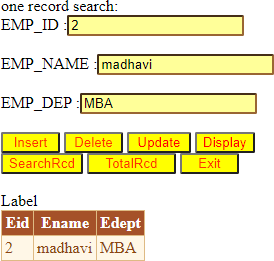 one record search:
EMP_ID : 2
EMP_NAME : madhavi
EMP_DEP : MBA
Insert Delete Update Display
SearchRcd TotalRcd Exit
Label
Eid Ename Edept
2 madhavi MBA